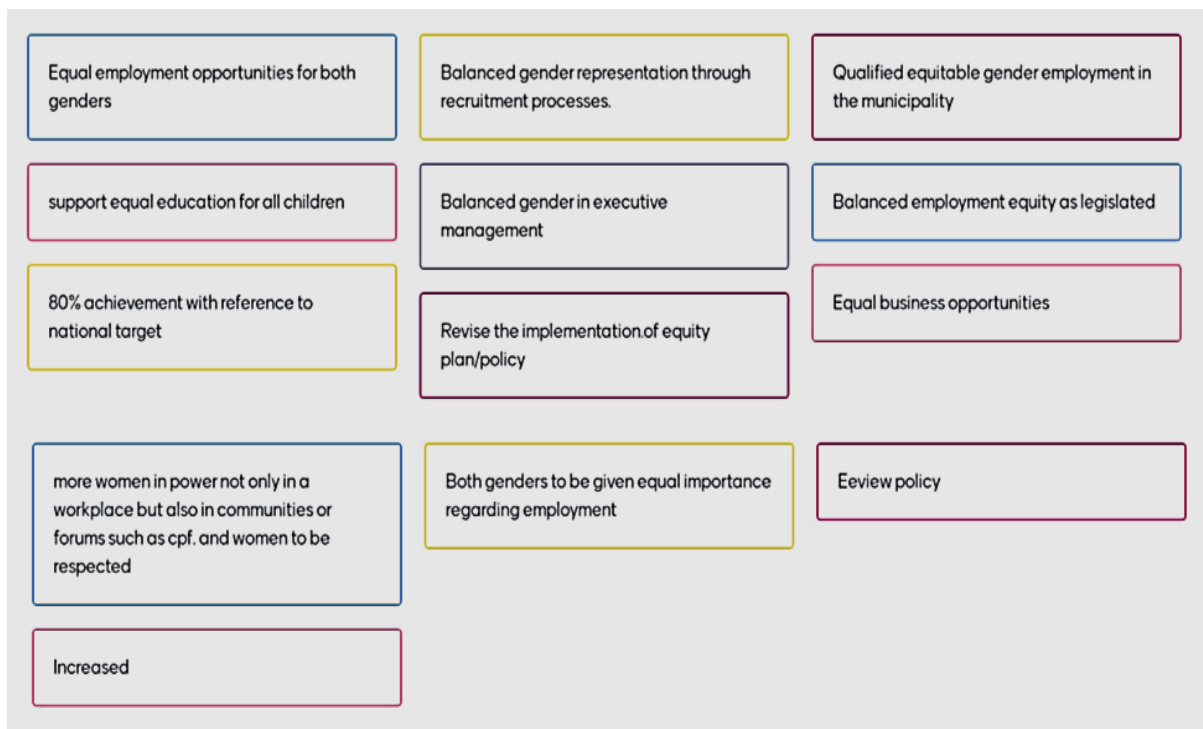 Equal employment opportunities for both
genders
Balanced gender representation through
recruitment processes.
Qualified equitable gender employment in
the municipality
support equal education for all children
Balanced gender in executive
management
Balanced employment equity as legislated
80% achievement with reference to
national target
Revise the implementation.of equity
plan/policy
Equal business opportunities
more women in power not only in a
workplace but also in communities or
forums such as cpf. and women to be
respected
Both genders to be given equal importance
regarding employment
Eeview policy
Increased